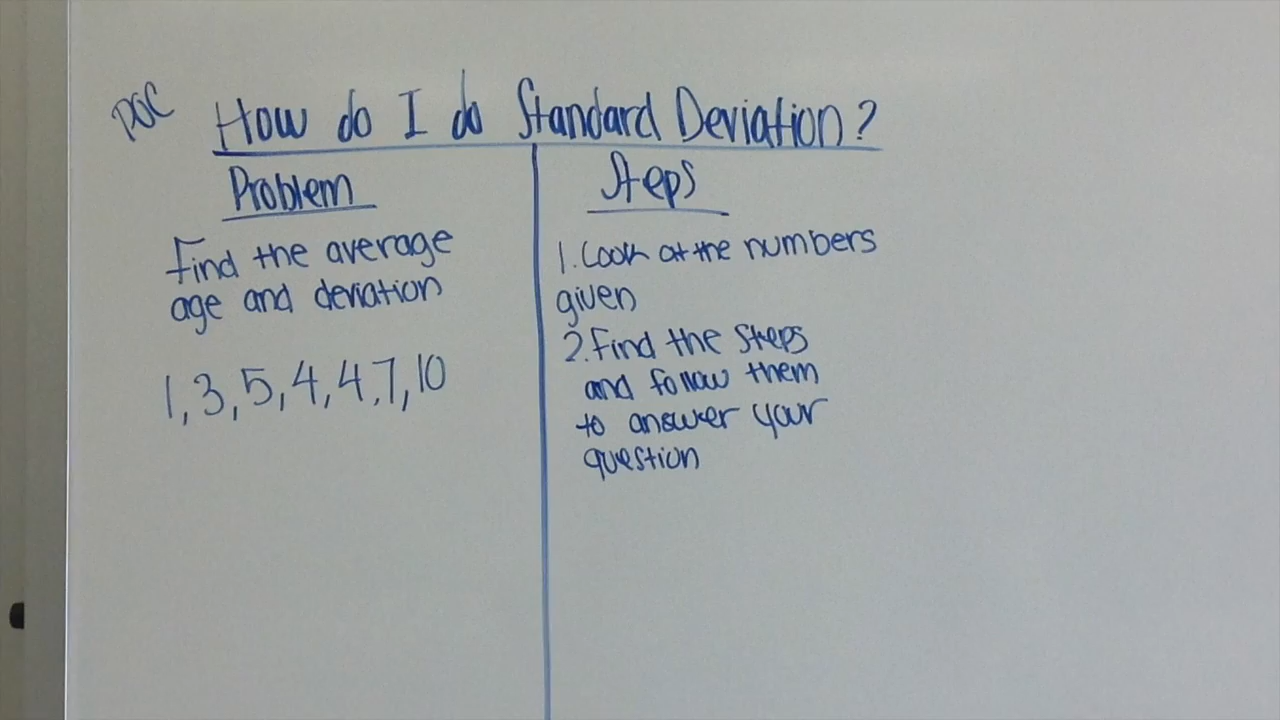 DOC
How do I do Standard Deviation?
Problem
Find the average
age and deviation
1, 3, 5, 4, 4, 7, 10
Steps
1. Look at the numbers
given
2. Find the steps
and follow them
to answer your
question